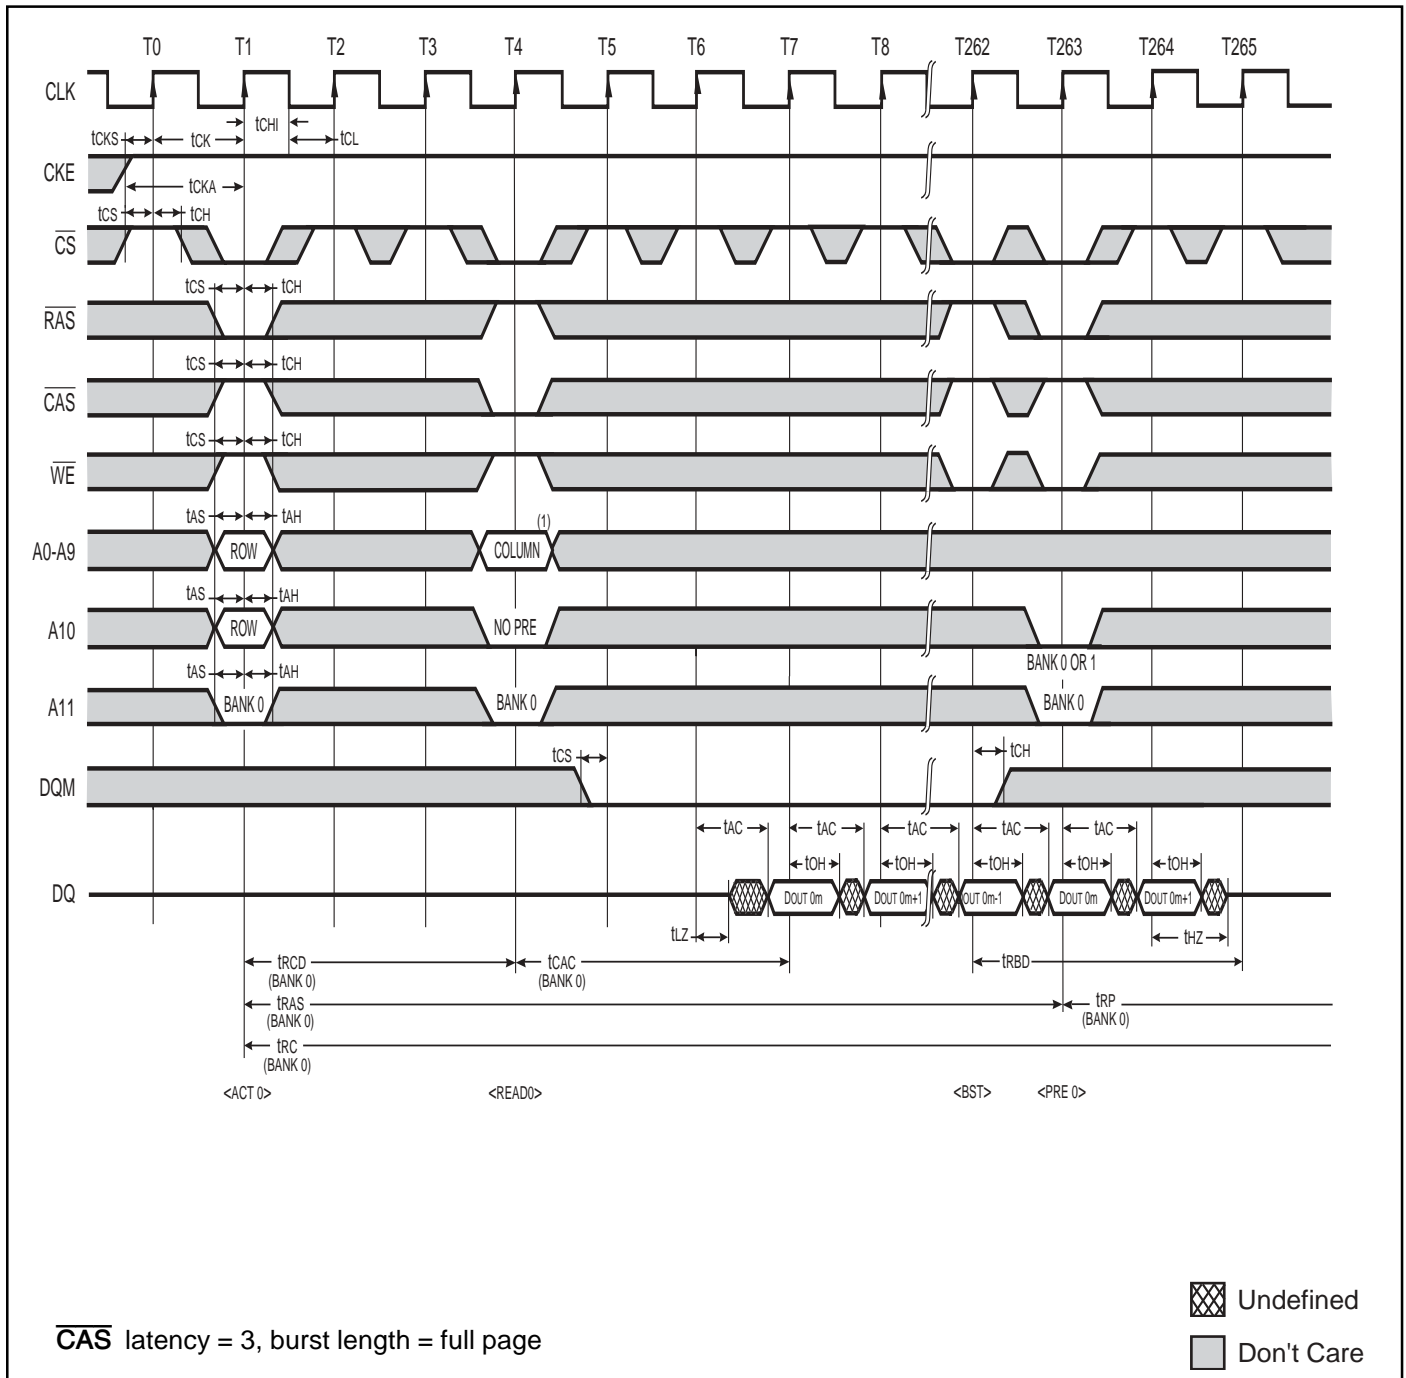 T0 T1 T2 T3 T4 T5 T6 T7 T8 T262 T263 T264 T265
CLK
tCHI
tCKS tCK tCL
CKE
tCKA
tCS tCH
CS
tCS tCH
RAS
tCS tCH
CAS
tCS tCH
WE
tAS tAH (1)
A0-A9 ROW COLUMN
tAS tAH
A10 ROW NO PRE
BANK 0 OR 1
tAS tAH
A11 BANK 0 BANK 0 BANK 0
tCS tCH
DQM
tAC tAC tAC tAC tAC
tOH tOH tOH tOH tOH
DQ DOUT 0m DOUT 0m+1 OUT 0m-1 DOUT 0m DOUT 0m+1
tLZ tHZ
tRCD tCAC tRBD
(BANK 0) (BANK 0)
tRAS tRP
(BANK 0) (BANK 0)
tRC
(BANK 0)
<ACT 0> <READ0> <BST> <PRE 0>
Undefined
CAS latency = 3, burst length = full page
Don't Care